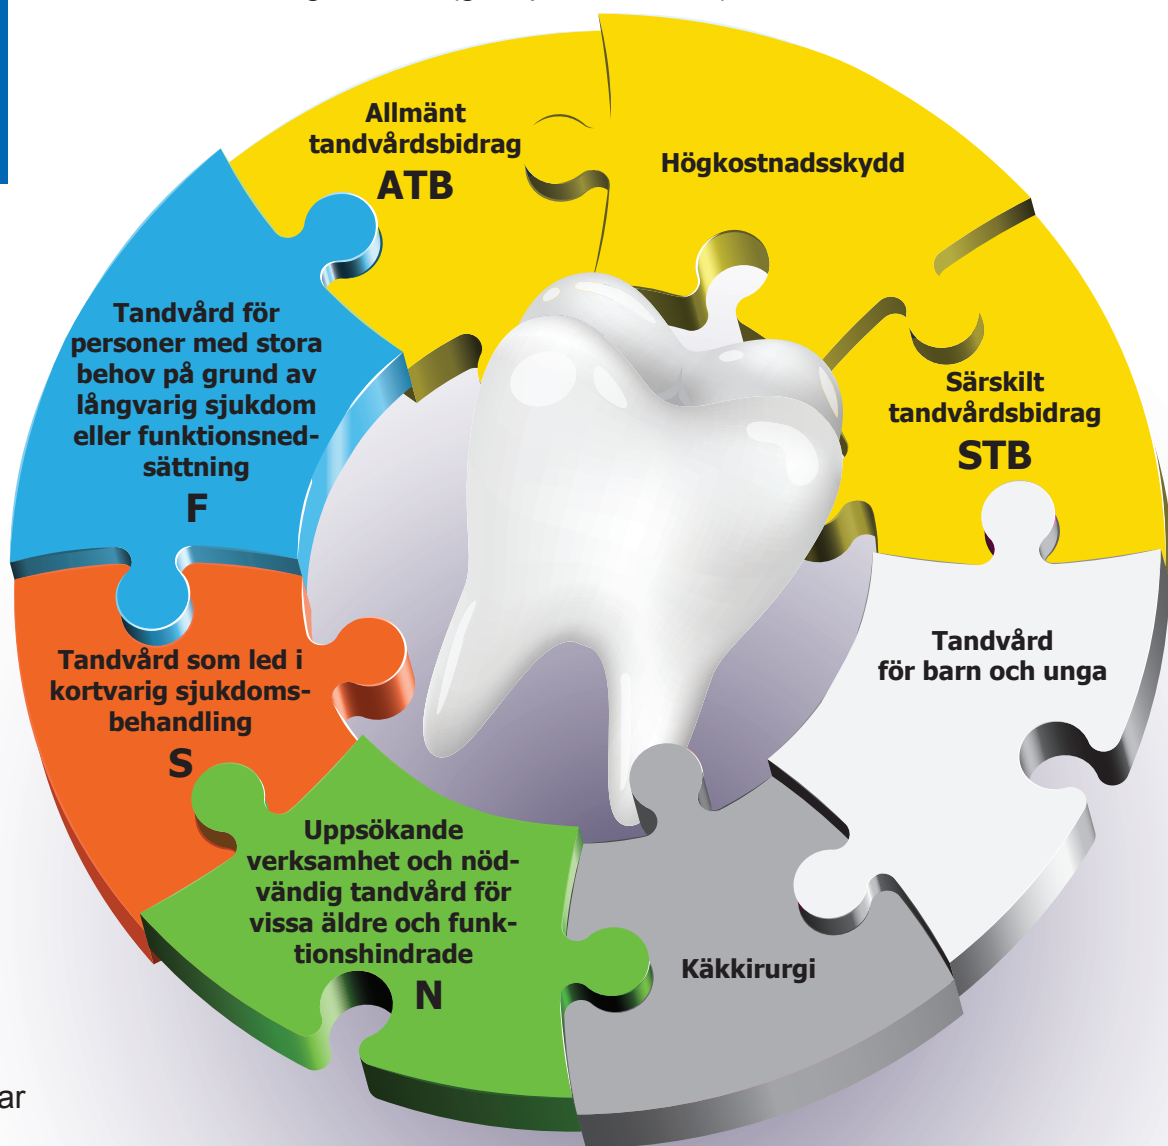 Allmänt
tandvårdsbidrag
ATB
Högkostnadsskydd
Särskilt
tandvårdsbidrag
STB
Tandvård för
personer med stora
behov på grund av
långvarig sjukdom
eller funktionsned-
sättning
F
Tandvård
för barn och unga
Tandvård som led i
kortvarig sjukdoms-
behandling
S
Uppsökande
verksamhet och nöd-
vändig tandvård för
vissa äldre och funk-
tionshindrade
N
Käkkirurgi
ar